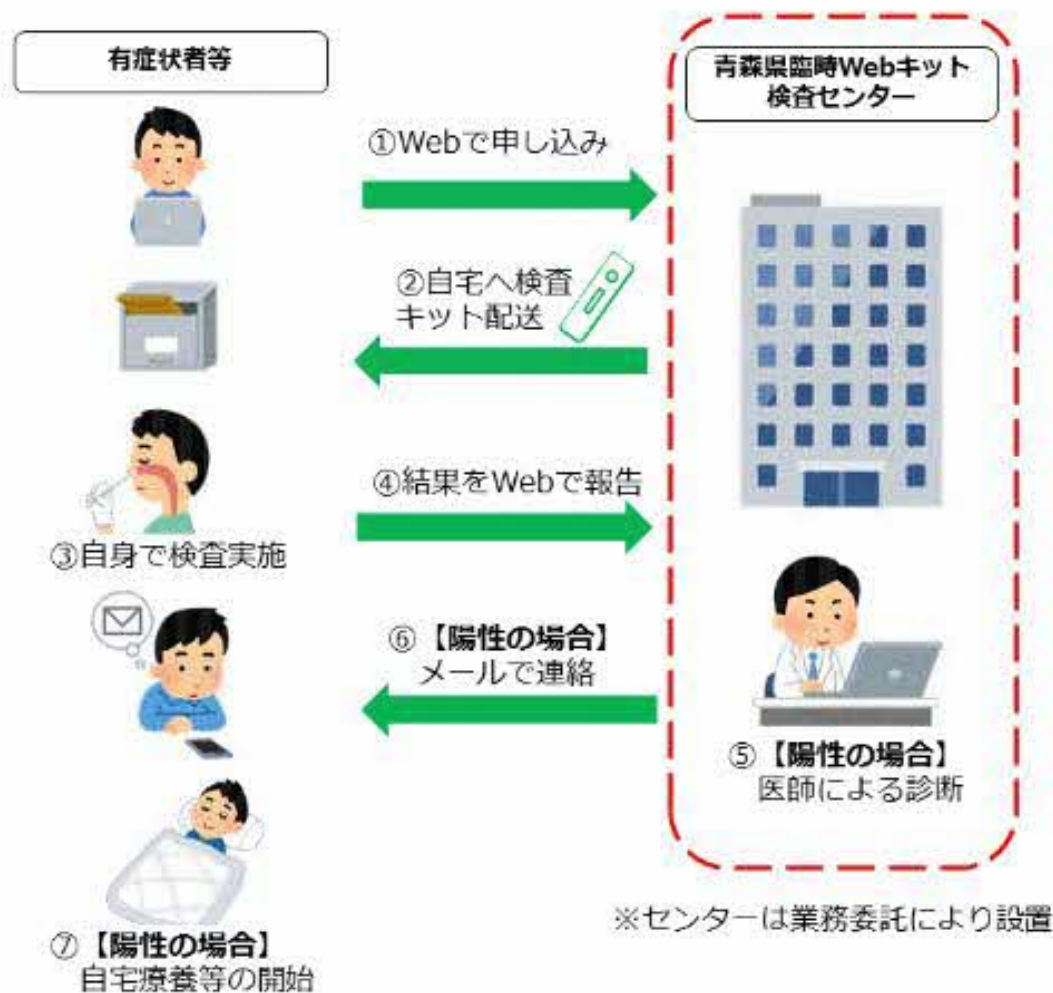 有症状者等
青森県臨時Webキット
検査センター
①Webで申し込み
②自宅へ検査
キット配送
③自身で検査実施
④結果をWebで報告
⑤【陽性の場合】
医師による診断
⑥【陽性の場合】
メールで連絡
⑦【陽性の場合】
自宅療養等の開始
※センターは業務委託により設置